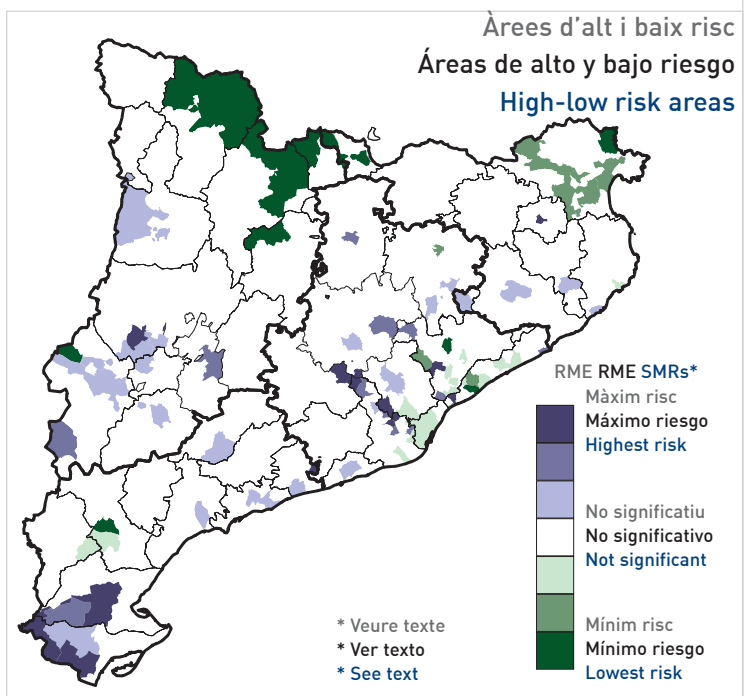 Àrees d'alt i baix risc
Áreas de alto y bajo riesgo
High-low risk areas
RME RME SMRs*
Màxim risc
Máximo riesgo
Highest risk
No significatiu
No significativo
Not significant
Mínim risc
Mínimo riesgo
Lowest risk
* Veure texte
* Ver texto
* See text